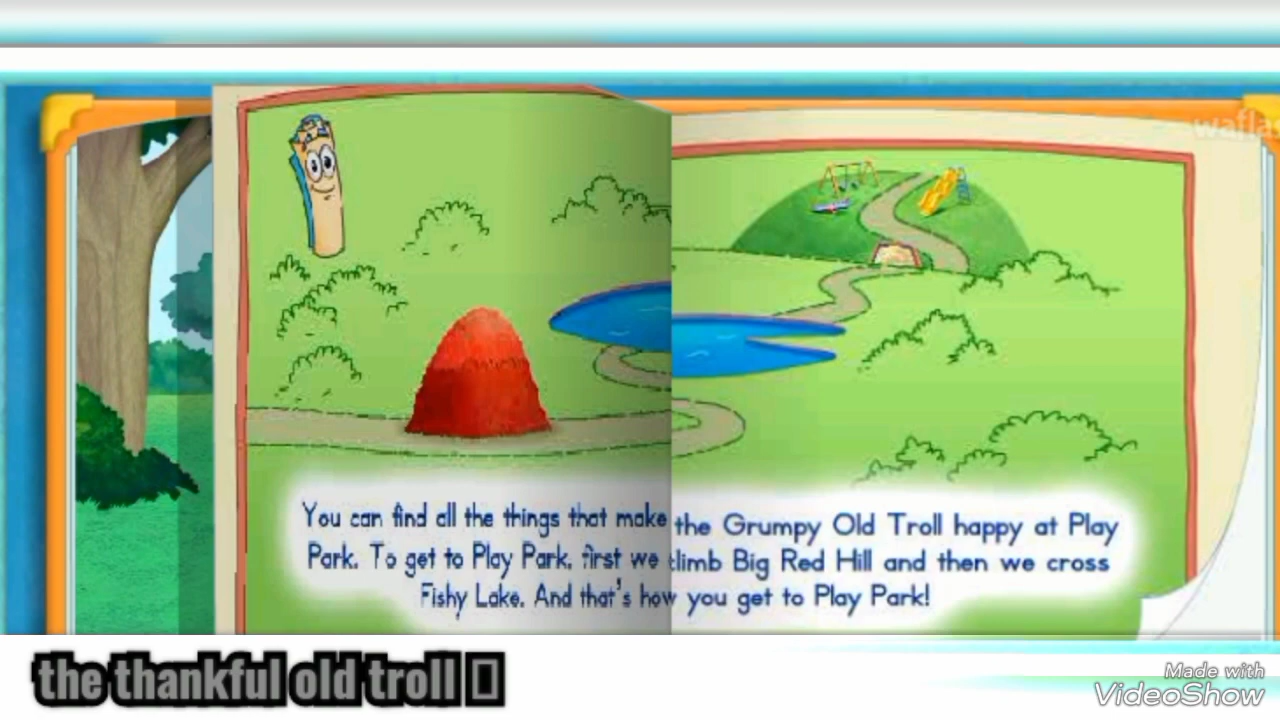 wafla
You can find all the things that make the Grumpy Old Troll happy at Play
Park. To get to Play Park, first we climb Big Red Hill and then we cross
Fishy Lake. And that's how you get to Play Park!
the thankful old troll
Made with
VideoShow